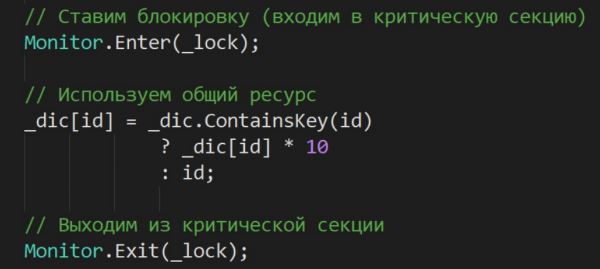 // Ставим блокировку (входим в критическую секцию)
Monitor.Enter(_lock);
// Используем общий ресурс
_dic[id] = _dic.ContainsKey(id)
? _dic[id] * 10
: id;
// Выходим из критической секции
Monitor.Exit(_lock);